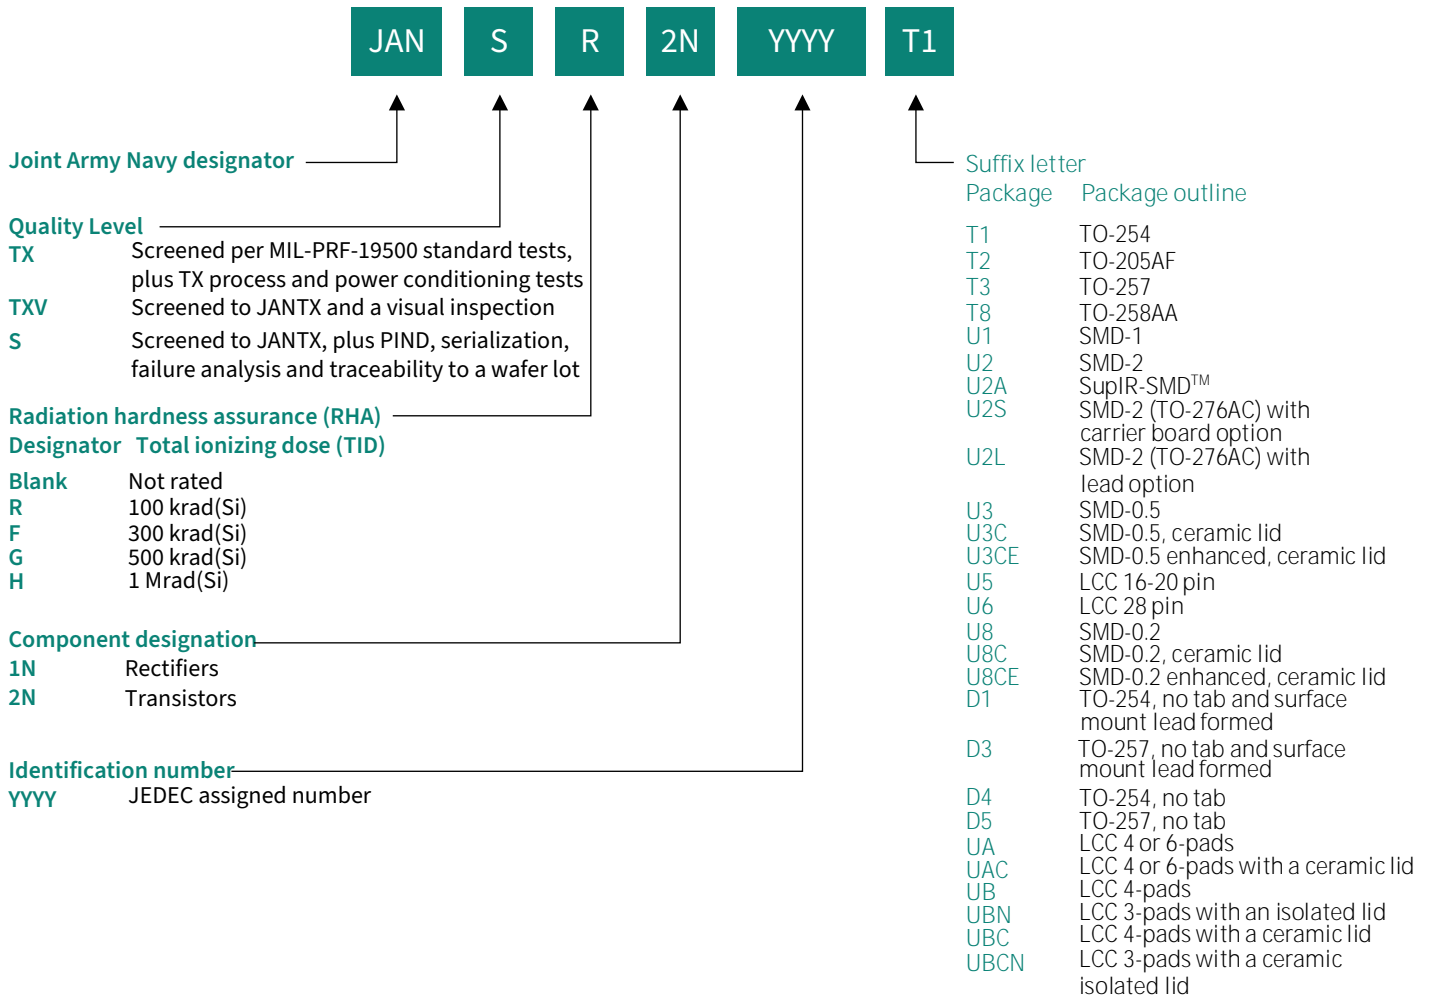 JAN S R 2N YYYY T1
Joint Army Navy designator
Quality Level
TX Screened per MIL-PRF-19500 standard tests,
plus TX process and power conditioning tests
TXV Screened to JANTX and a visual inspection
S Screened to JANTX, plus PIND, serialization,
failure analysis and traceability to a wafer lot
Radiation hardness assurance (RHA)
Designator Total ionizing dose (TID)
Blank Not rated
R 100 krad(Si)
F 300 krad(Si)
G 500 krad(Si)
H 1 Mrad(Si)
Component designation
1N Rectifiers
2N Transistors
Identification number
YYYY JEDEC assigned number
Suffix letter
Package Package outline
T1 TO-254
T2 TO-205AF
T3 TO-257
T8 TO-258AA
U1 SMD-1
U2 SMD-2
U2A SupIR-SMD™
U2S SMD-2 (TO-276AC) with
carrier board option
U2L SMD-2 (TO-276AC) with
lead option
U3 SMD-0.5
U3C SMD-0.5, ceramic lid
U3CE SMD-0.5 enhanced, ceramic lid
U5 LCC 16-20 pin
U6 LCC 28 pin
U8 SMD-0.2
U8C SMD-0.2, ceramic lid
U8CE SMD-0.2 enhanced, ceramic lid
D1 TO-254, no tab and surface
mount lead formed
D3 TO-257, no tab and surface
mount lead formed
D4 TO-254, no tab
D5 TO-257, no tab
UA LCC 4 or 6-pads
UAC LCC 4 or 6-pads with a ceramic lid
UB LCC 4-pads
UBN LCC 3-pads with an isolated lid
UBC LCC 4-pads with a ceramic lid
UBCN LCC 3-pads with a ceramic
isolated lid